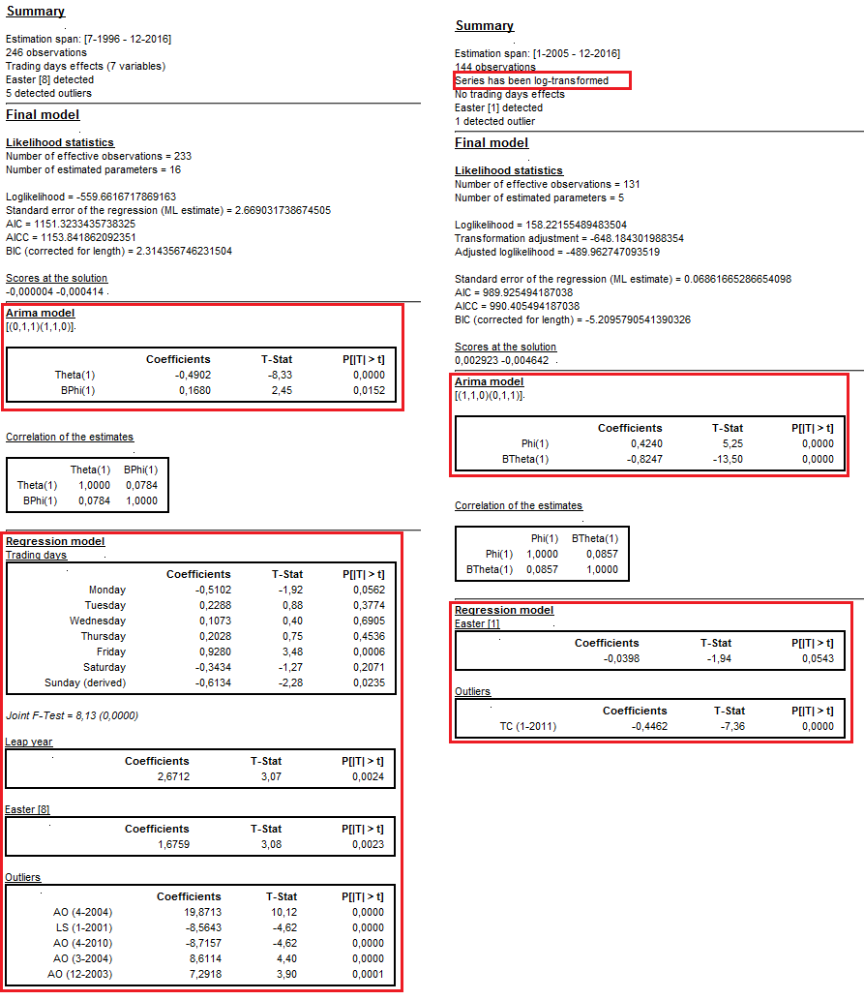 Summary
Estimation span: [7-1996 - 12-2016]
246 observations
Trading days effects (7 variables)
Easter [8] detected
5 detected outliers
Final model
Likelihood statistics
Number of effective observations = 233
Number of estimated parameters = 16
Loglikelihood = -559.6616717869163
Standard error of the regression (ML estimate) = 2.669031738674505
AIC = 1151.3233435738325
AICC = 1153.841862092351
BIC (corrected for length) = 2.314356746231504
Scores at the solution
-0,000004 -0,000414
Arima model
[(0,1,1)(1,1,0)]
Coefficients T-Stat P[|T| > t]
Theta(1) -0,4902 -8,33 0,0000
BPhi(1) 0,1680 2,45 0,0152
Correlation of the estimates
Theta(1) BPhi(1)
Theta(1) 1,0000 0,0784
BPhi(1) 0,0784 1,0000
Regression model
Trading days
Coefficients T-Stat P[|T| > t]
Monday -0,5102 -1,92 0,0562
Tuesday 0,2288 0,88 0,3774
Wednesday 0,1073 0,40 0,6905
Thursday 0,2028 0,75 0,4536
Friday 0,9280 3,48 0,0006
Saturday -0,3434 -1,27 0,2071
Sunday (derived) -0,6134 -2,28 0,0235
Joint F-Test = 8,13 (0,0000)
Leap year
Coefficients T-Stat P[|T| > t]
2,6712 3,07 0,0024
Easter [8]
Coefficients T-Stat P[|T| > t]
1,6759 3,08 0,0023
Outliers
Coefficients T-Stat P[|T| > t]
AO (4-2004) 19,8713 10,12 0,0000
LS (1-2001) -8,5643 -4,62 0,0000
AO (4-2010) -8,7157 -4,62 0,0000
AO (3-2004) 8,6114 4,40 0,0000
AO (12-2003) 7,2918 3,90 0,0001
Summary
Estimation span: [1-2005 - 12-2016]
144 observations
Series has been log-transformed
No trading days effects
Easter [1] detected
1 detected outlier
Final model
Likelihood statistics
Number of effective observations = 131
Number of estimated parameters = 5
Loglikelihood = 158.22155489483504
Transformation adjustment = -648.184301988354
Adjusted loglikelihood = -489.962747093519
Standard error of the regression (ML estimate) = 0.06861665286654098
AIC = 989.925494187038
AICC = 990.405494187038
BIC (corrected for length) = -5.2095790541390326
Scores at the solution
0,002923 -0,004642
Arima model
[(1,1,0)(0,1,1)]
Coefficients T-Stat P[|T| > t]
Phi(1) 0,4240 5,25 0,0000
BTheta(1) -0,8247 -13,50 0,0000
Correlation of the estimates
Phi(1) BTheta(1)
Phi(1) 1,0000 0,0857
BTheta(1) 0,0857 1,0000
Regression model
Easter [1]
Coefficients T-Stat P[|T| > t]
-0,0398 -1,94 0,0543
Outliers
Coefficients T-Stat P[|T| > t]
TC (1-2011) -0,4462 -7,36 0,0000